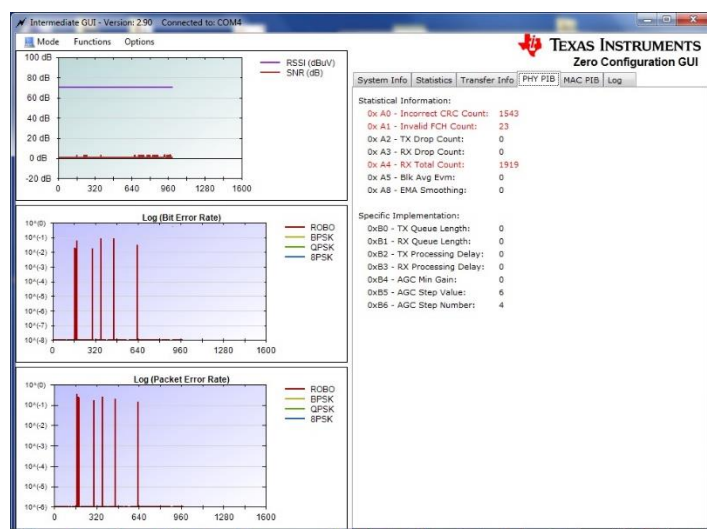 Intermediate GUI - Version: 2.90    Connected to: COM4
Mode    Functions    Options
TEXAS INSTRUMENTS
Zero Configuration GUI
100 dB
80 dB
60 dB
40 dB
20 dB
0 dB
-20 dB
0 320 640 960 1280 1600
RSSI (dBuV)
SNR (dB)
Log (Bit Error Rate)
10^(0)
10^(-1)
10^(-2)
10^(-3)
10^(-4)
10^(-5)
10^(-6)
10^(-7)
10^(-8)
0 320 640 960 1280 1600
ROBO
BPSK
QPSK
8PSK
Log (Packet Error Rate)
10^(0)
10^(-1)
10^(-2)
10^(-3)
10^(-4)
10^(-5)
0 320 640 960 1280 1600
ROBO
BPSK
QPSK
8PSK
System Info    Statistics    Transfer Info    PHY PIB    MAC PIB    Log
Statistical Information:
0x A0 - Incorrect CRC Count: 1543
0x A1 - Invalid FCH Count: 23
0x A2 - TX Drop Count: 0
0x A3 - RX Drop Count: 0
0x A4 - RX Total Count: 1919
0x A5 - Blk Avg Evm: 0
0x A8 - EMA Smoothing: 0
Specific Implementation:
0xB0 - TX Queue Length: 0
0xB1 - RX Queue Length: 0
0xB2 - TX Processing Delay: 0
0xB3 - RX Processing Delay: 0
0xB4 - AGC Min Gain: 0
0xB5 - AGC Step Value: 6
0xB6 - AGC Step Number: 4